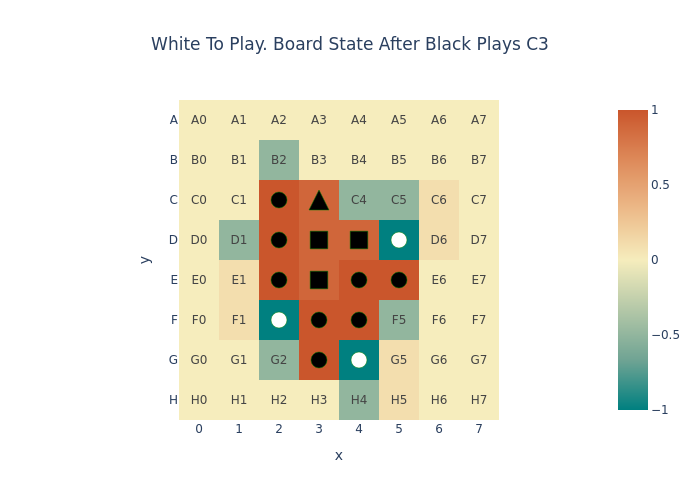 White To Play. Board State After Black Plays C3
A A0 A1 A2 A3 A4 A5 A6 A7
B B0 B1 B2 B3 B4 B5 B6 B7
C C0 C1 C4 C5 C6 C7
D D0 D1 D6 D7
E E0 E1 E6 E7
F F0 F1 F5 F6 F7
G G0 G1 G2 G5 G6 G7
H H0 H1 H2 H3 H4 H5 H6 H7
0 1 2 3 4 5 6 7
x
y
1
0.5
0
−0.5
−1